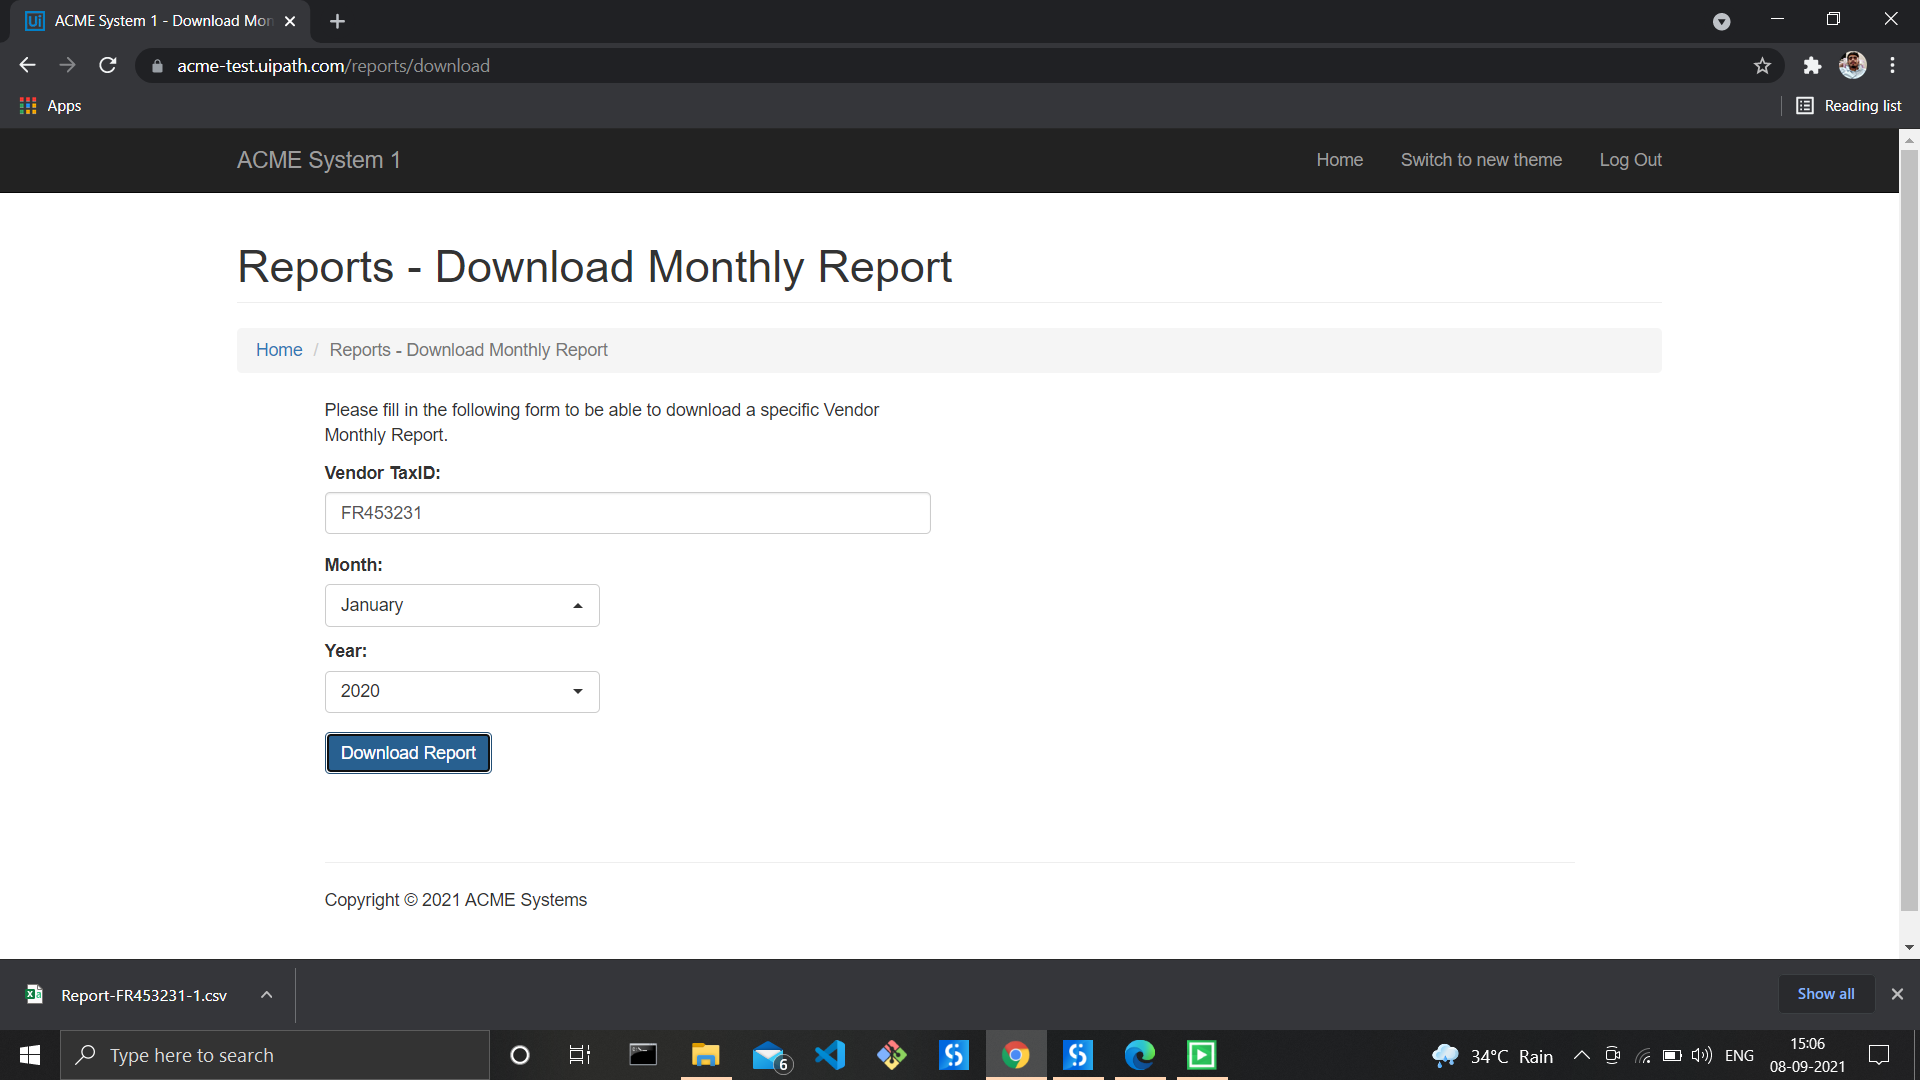 ACME System 1 - Download Mon
acme-test.uipath.com/reports/download
Apps
Reading list
ACME System 1
Home
Switch to new theme
Log Out
Reports - Download Monthly Report
Home / Reports - Download Monthly Report
Please fill in the following form to be able to download a specific Vendor
Monthly Report.
Vendor TaxID:
FR453231
Month:
January
Year:
2020
Download Report
Copyright © 2021 ACME Systems
Report-FR453231-1.csv
Show all
Type here to search
6
34°C Rain
ENG
15:06
08-09-2021